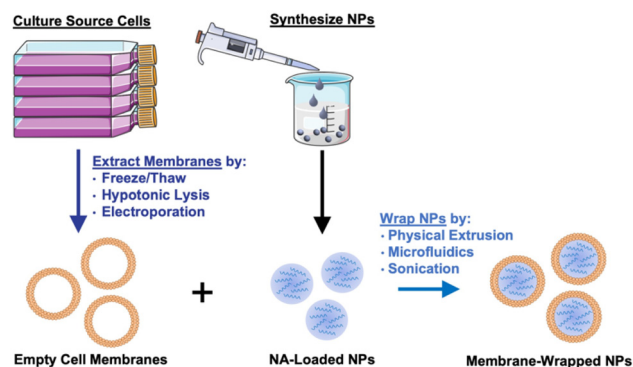 Culture Source Cells
Synthesize NPs
Extract Membranes by:
· Freeze/Thaw
· Hypotonic Lysis
· Electroporation
Wrap NPs by:
· Physical Extrusion
· Microfluidics
· Sonication
+
Empty Cell Membranes
NA-Loaded NPs
Membrane-Wrapped NPs